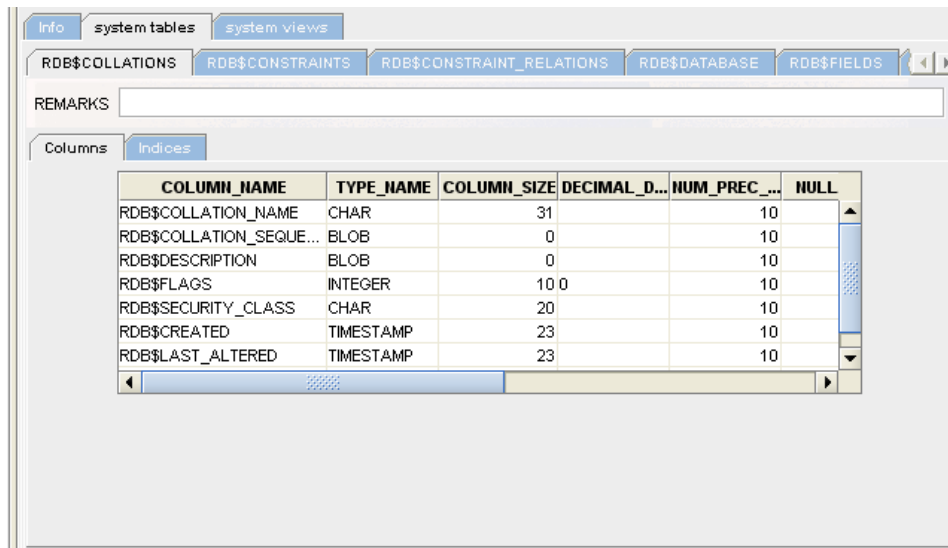 Info system tables system views
RDB$COLLATIONS RDB$CONSTRAINTS RDB$CONSTRAINT_RELATIONS RDB$DATABASE RDB$FIELDS
REMARKS
Columns Indices
COLUMN_NAME TYPE_NAME COLUMN_SIZE DECIMAL_D... NUM_PREC_... NULL
RDB$COLLATION_NAME CHAR 31 10
RDB$COLLATION_SEQUE... BLOB 0 10
RDB$DESCRIPTION BLOB 0 10
RDB$FLAGS INTEGER 10 0 10
RDB$SECURITY_CLASS CHAR 20 10
RDB$CREATED TIMESTAMP 23 10
RDB$LAST_ALTERED TIMESTAMP 23 10